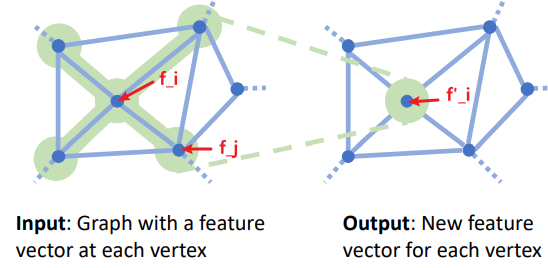 f_i
f'_i
f_j
Input: Graph with a feature
vector at each vertex
Output: New feature
vector for each vertex